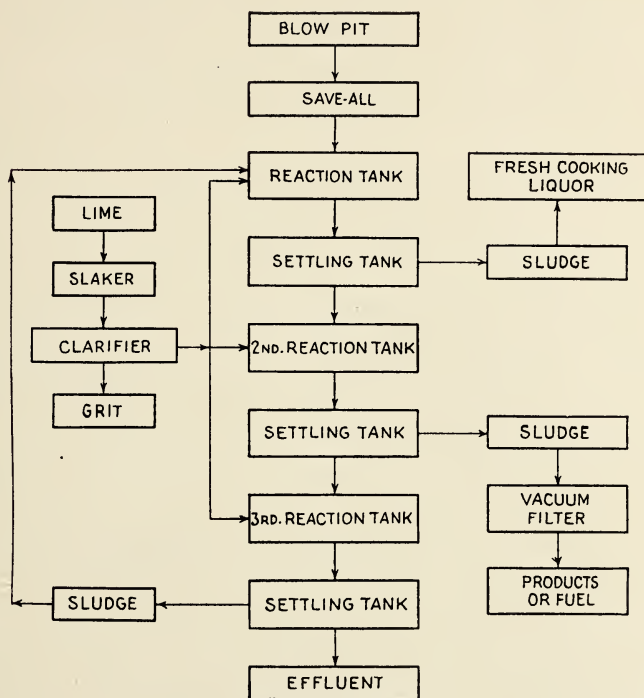 BLOW PIT
SAVE-ALL
REACTION TANK
FRESH COOKING
LIQUOR
LIME
SETTLING TANK
SLUDGE
SLAKER
CLARIFIER
2ND. REACTION TANK
GRIT
SETTLING TANK
SLUDGE
3RD. REACTION TANK
VACUUM
FILTER
SLUDGE
SETTLING TANK
PRODUCTS
OR FUEL
EFFLUENT